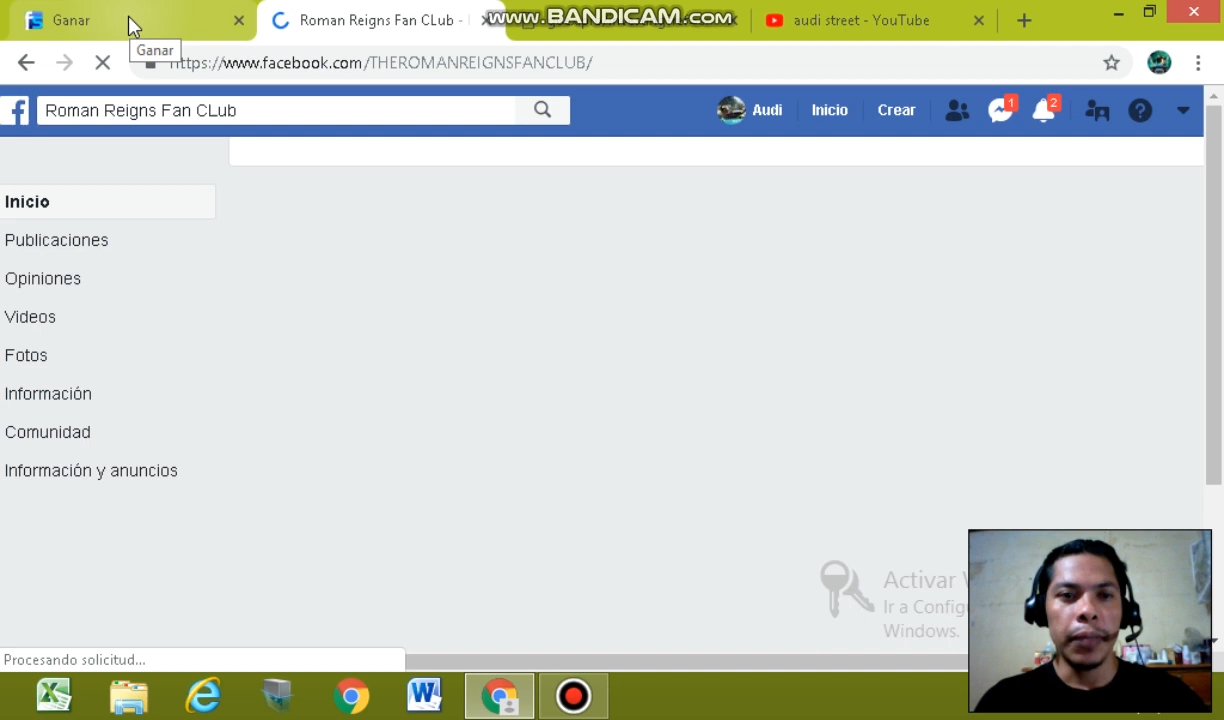 Ganar
Roman Reigns Fan CLub -
www.BANDICAM.com
audi street - YouTube
Ganar
https://www.facebook.com/THEROMANREIGNSFANCLUB/
Roman Reigns Fan CLub
Audi
Inicio
Crear
1
2
Inicio
Publicaciones
Opiniones
Videos
Fotos
Información
Comunidad
Información y anuncios
Activar
Ir a Config
Windows.
Procesando solicitud...